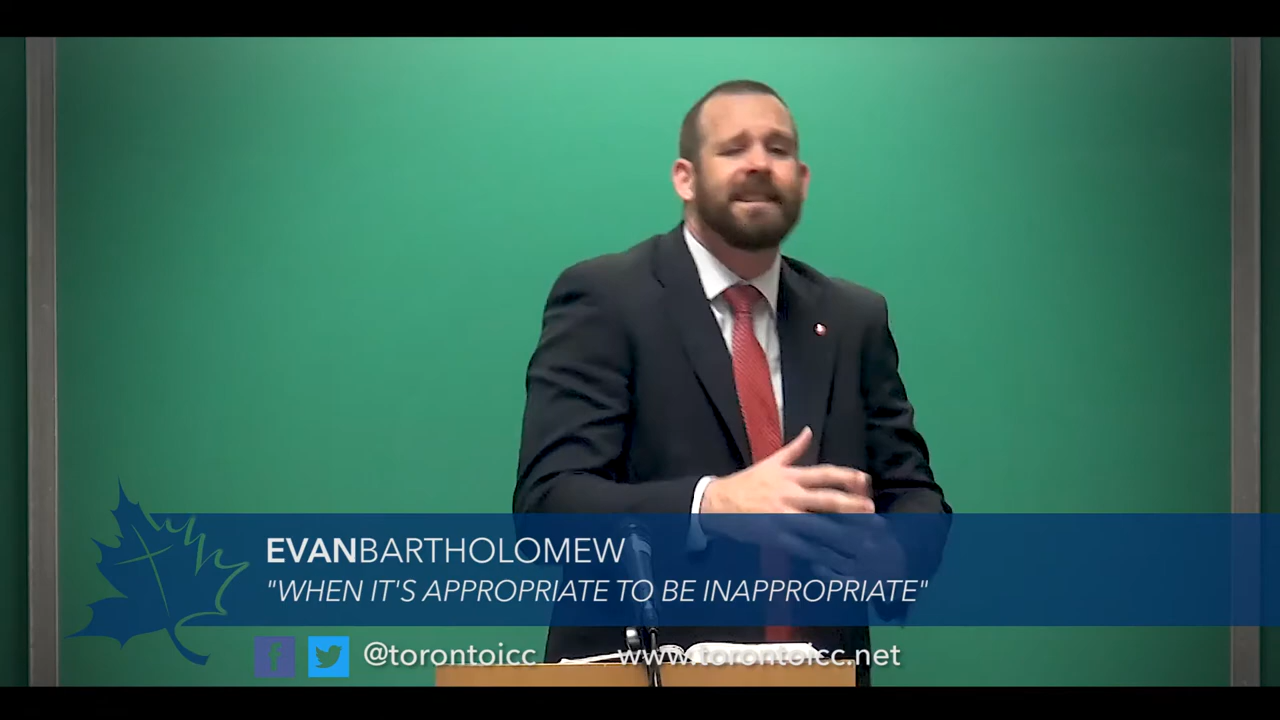 EVANBARTHOLOMEW
"WHEN IT'S APPROPRIATE TO BE INAPPROPRIATE"
f @torontoicc www.torontoicc.net